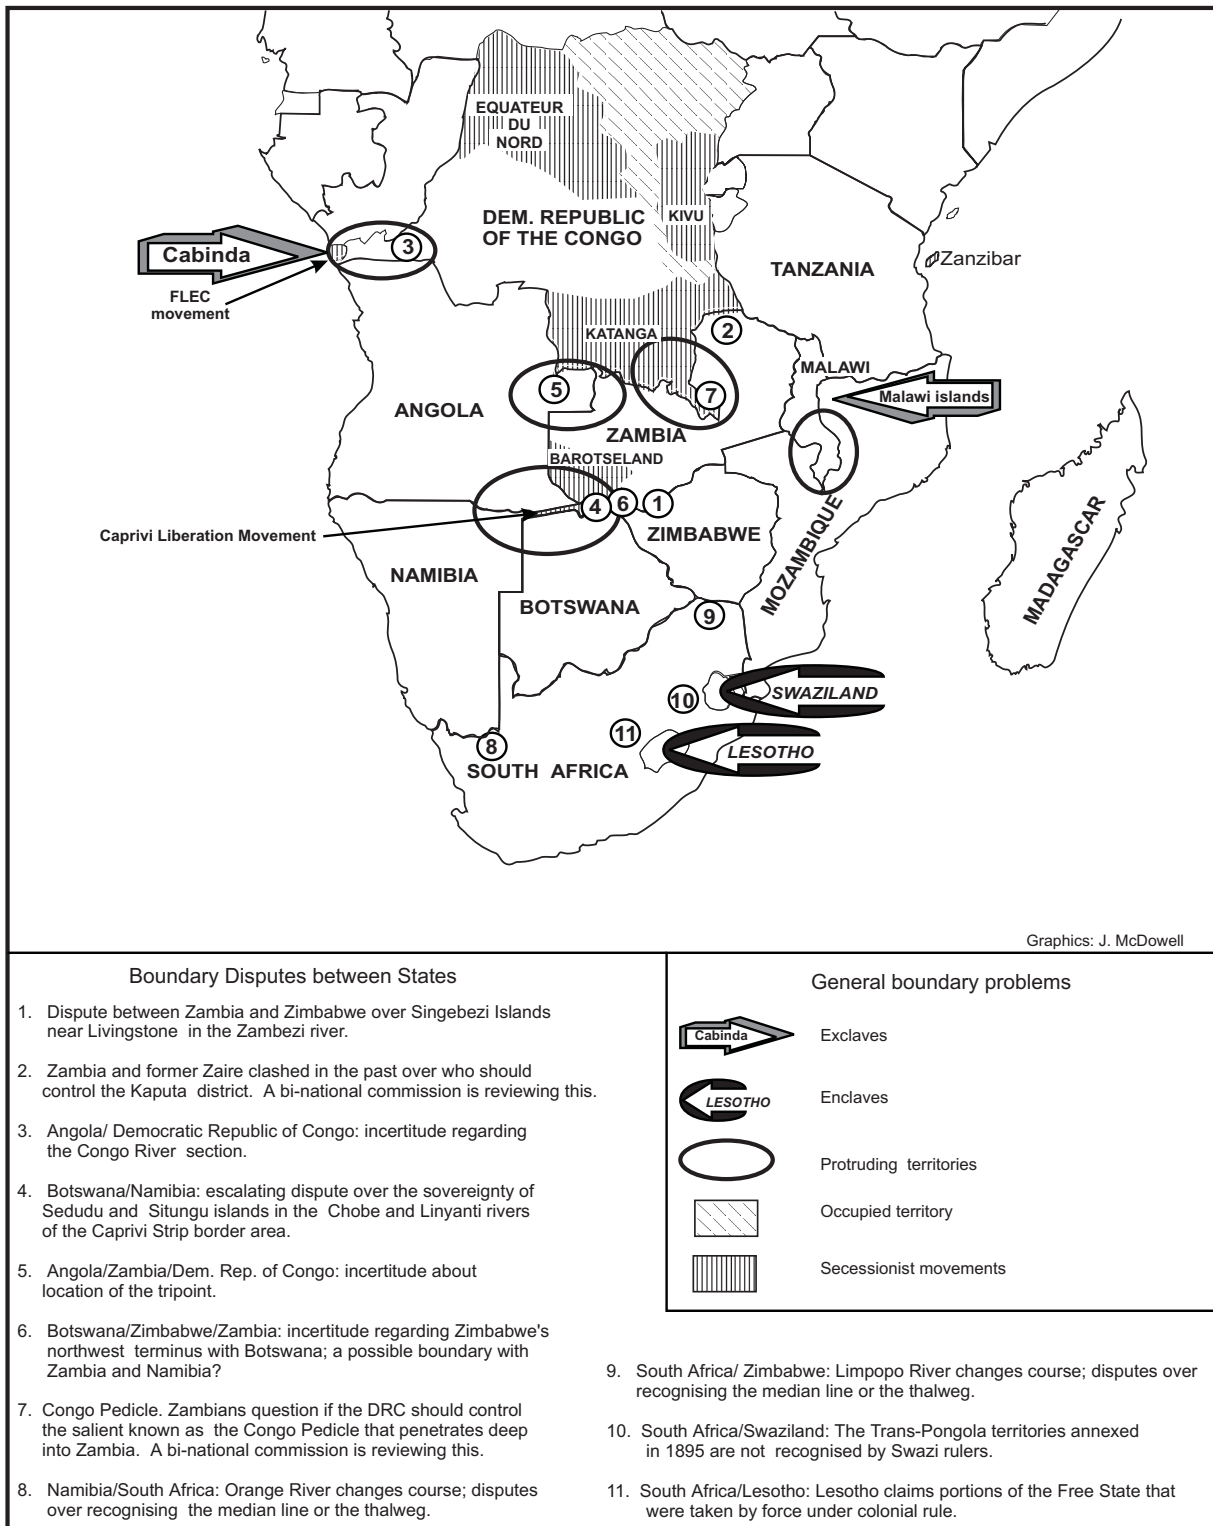 EQUATEUR
DU
NORD
KIVU
DEM. REPUBLIC
OF THE CONGO
3
Cabinda
TANZANIA
Zanzibar
FLEC
movement
2
KATANGA
MALAWI
5
7
Malawi islands
ANGOLA
ZAMBIA
BAROTSELAND
4
6
1
Caprivi Liberation Movement
ZIMBABWE
MOZAMBIQUE
MADAGASCAR
NAMIBIA
BOTSWANA
9
10
SWAZILAND
11
8
LESOTHO
SOUTH AFRICA
Graphics: J. McDowell
Boundary Disputes between States
1. Dispute between Zambia and Zimbabwe over Singebezi Islands
near Livingstone in the Zambezi river.
2. Zambia and former Zaire clashed in the past over who should
control the Kaputa district. A bi-national commission is reviewing this.
3. Angola/ Democratic Republic of Congo: incertitude regarding
the Congo River section.
4. Botswana/Namibia: escalating dispute over the sovereignty of
Sedudu and Situngu islands in the Chobe and Linyanti rivers
of the Caprivi Strip border area.
5. Angola/Zambia/Dem. Rep. of Congo: incertitude about
location of the tripoint.
6. Botswana/Zimbabwe/Zambia: incertitude regarding Zimbabwe's
northwest terminus with Botswana; a possible boundary with
Zambia and Namibia?
7. Congo Pedicle. Zambians question if the DRC should control
the salient known as the Congo Pedicle that penetrates deep
into Zambia. A bi-national commission is reviewing this.
8. Namibia/South Africa: Orange River changes course; disputes
over recognising the median line or the thalweg.
General boundary problems
Cabinda
Exclaves
LESOTHO
Enclaves
Protruding territories
Occupied territory
Secessionist movements
9. South Africa/ Zimbabwe: Limpopo River changes course; disputes over
recognising the median line or the thalweg.
10. South Africa/Swaziland: The Trans-Pongola territories annexed
in 1895 are not recognised by Swazi rulers.
11. South Africa/Lesotho: Lesotho claims portions of the Free State that
were taken by force under colonial rule.